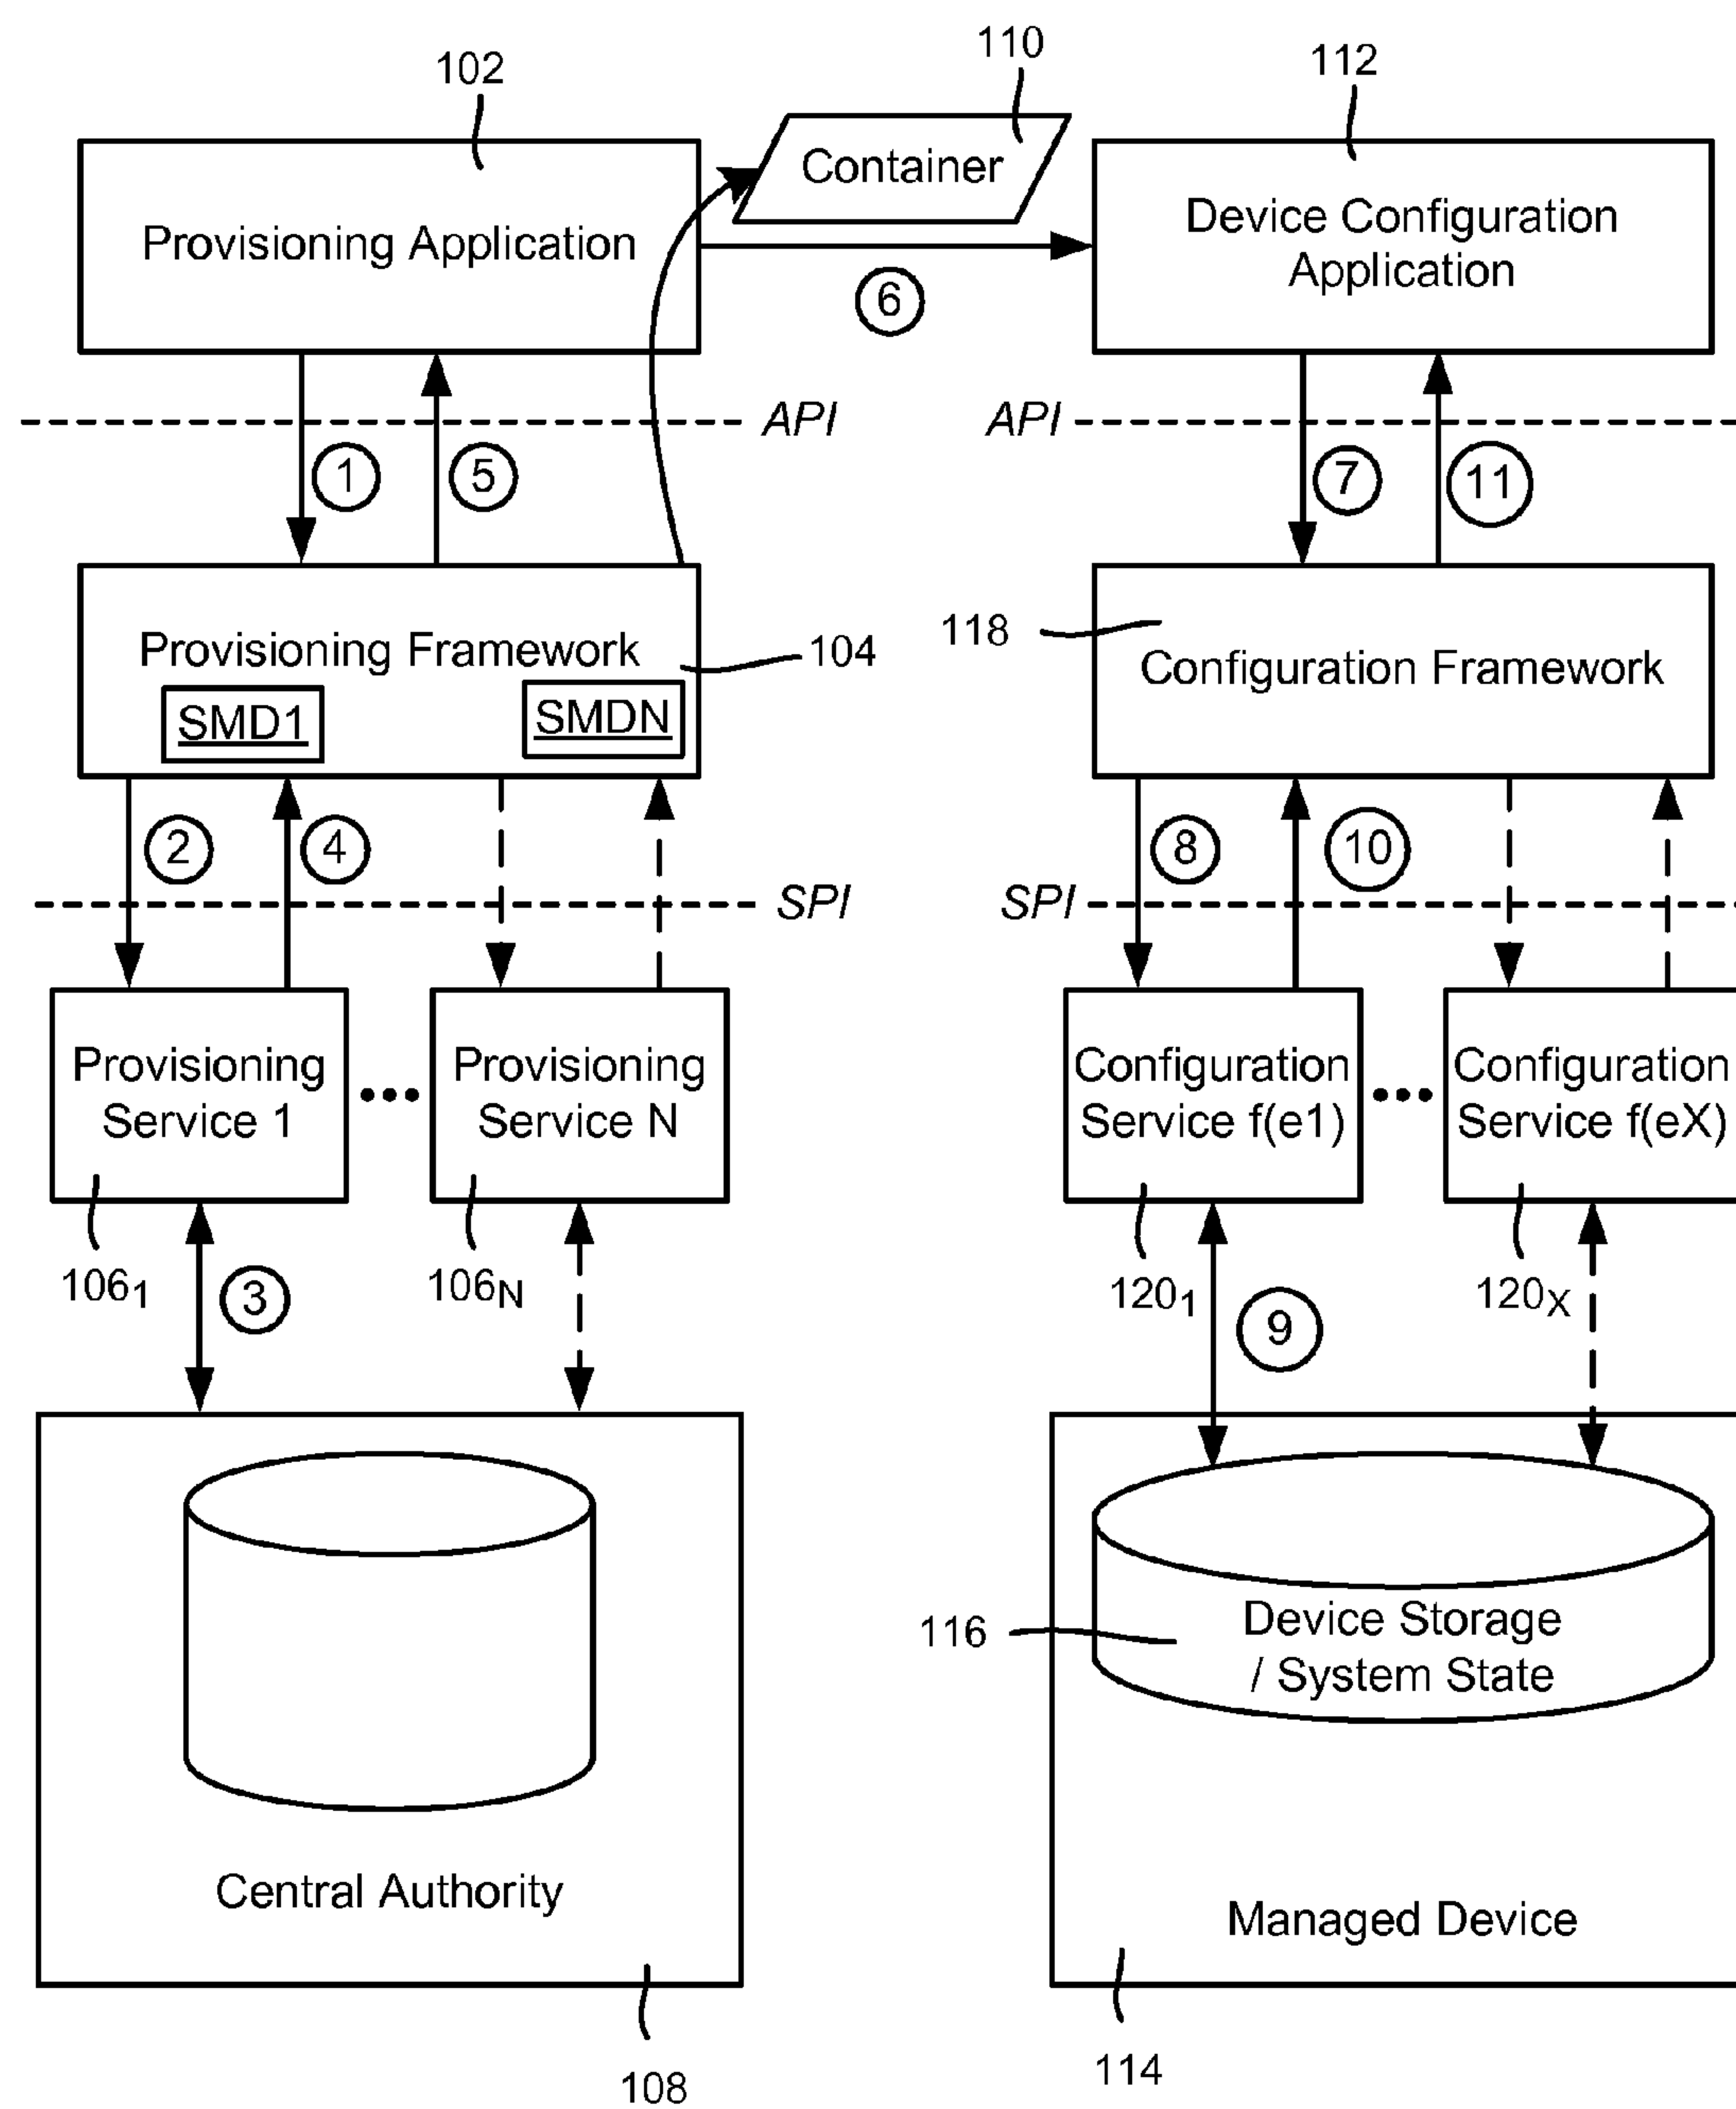 110
102
112
Container
Provisioning Application
Device Configuration
Application
6
API
API
1
5
7
11
Provisioning Framework
104
SMD1
SMDN
118
Configuration Framework
2
4
8
10
SPI
SPI
Provisioning
Service 1
Provisioning
Service N
Configuration
Service f(e1)
Configuration
Service f(eX)
106₁
3
106N
120₁
9
120X
Device Storage
/ System State
116
Central Authority
Managed Device
108
114